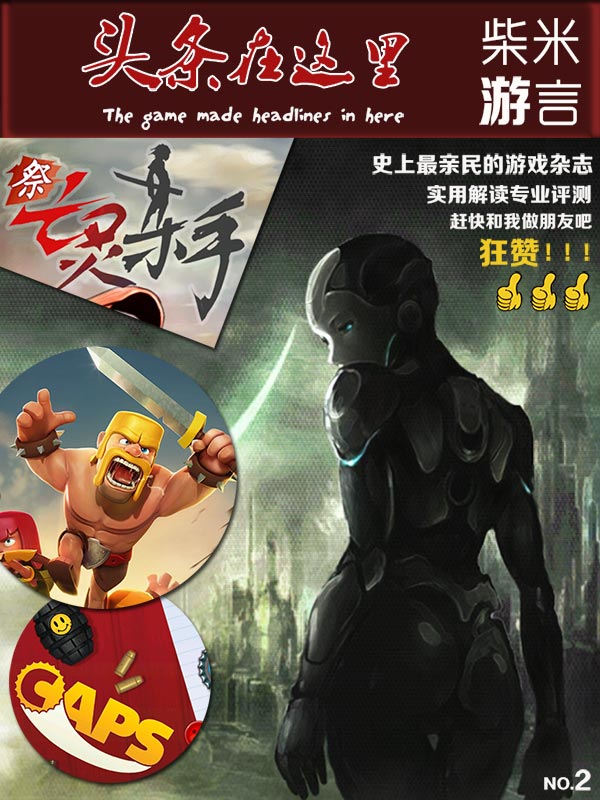 头条在这里
The game made headlines in here
柴米
游言
史上最亲民的游戏杂志
实用解读专业评测
赶快和我做朋友吧
狂赞!!!
祭
亡灵杀手
CAPS
NO.2